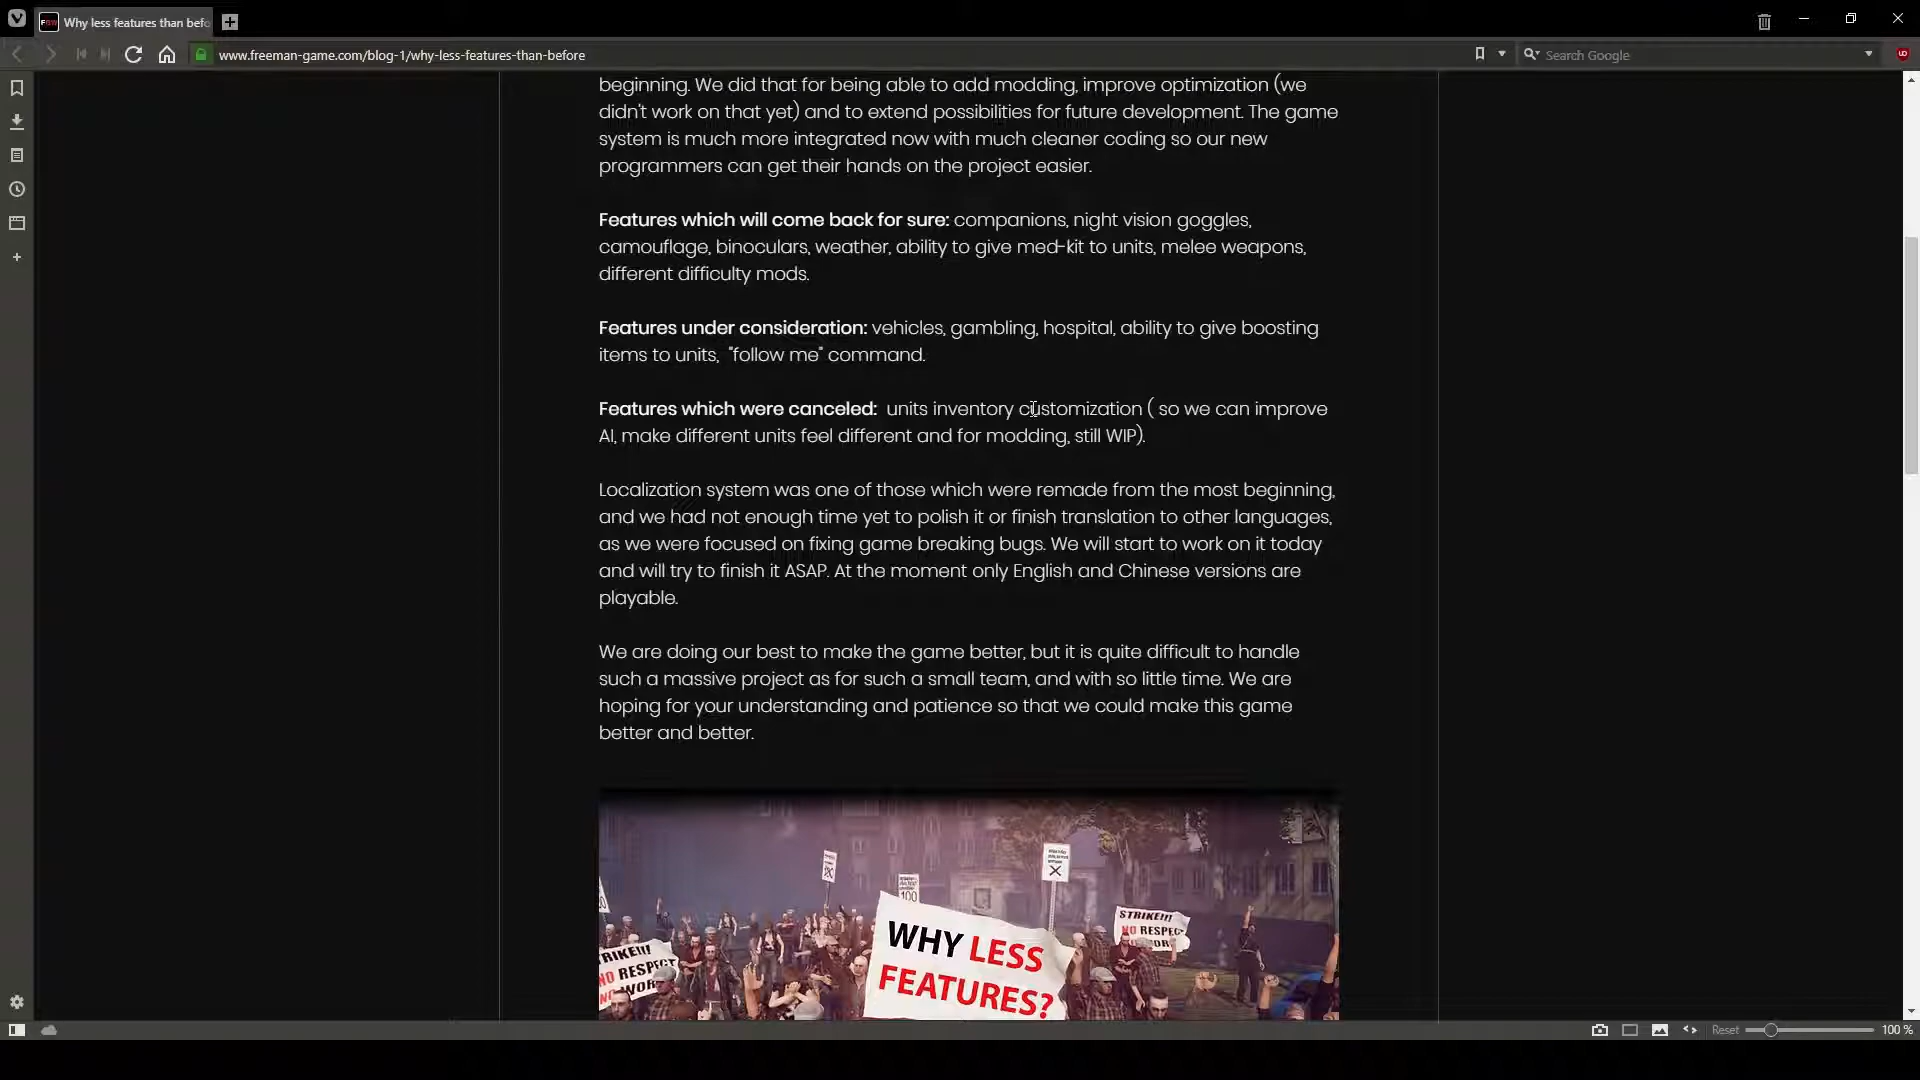 Why less features than befo
www.freeman-game.com/blog-1/why-less-features-than-before
Search Google
beginning. We did that for being able to add modding, improve optimization (we
didn't work on that yet) and to extend possibilities for future development. The game
system is much more integrated now with much cleaner coding so our new
programmers can get their hands on the project easier.
Features which will come back for sure: companions, night vision goggles,
camouflage, binoculars, weather, ability to give med-kit to units, melee weapons,
different difficulty mods.
Features under consideration: vehicles, gambling, hospital, ability to give boosting
items to units, "follow me" command.
Features which were canceled: units inventory customization ( so we can improve
AI, make different units feel different and for modding, still WIP).
Localization system was one of those which were remade from the most beginning,
and we had not enough time yet to polish it or finish translation to other languages,
as we were focused on fixing game breaking bugs. We will start to work on it today
and will try to finish it ASAP. At the moment only English and Chinese versions are
playable.
We are doing our best to make the game better, but it is quite difficult to handle
such a massive project as for such a small team, and with so little time. We are
hoping for your understanding and patience so that we could make this game
better and better.
100
STRIKE!!!
NO RESPEC
WOR
WHY LESS
FEATURES?
TRIKE!!!
NO RESPECT
NO WOR
Reset
100 %